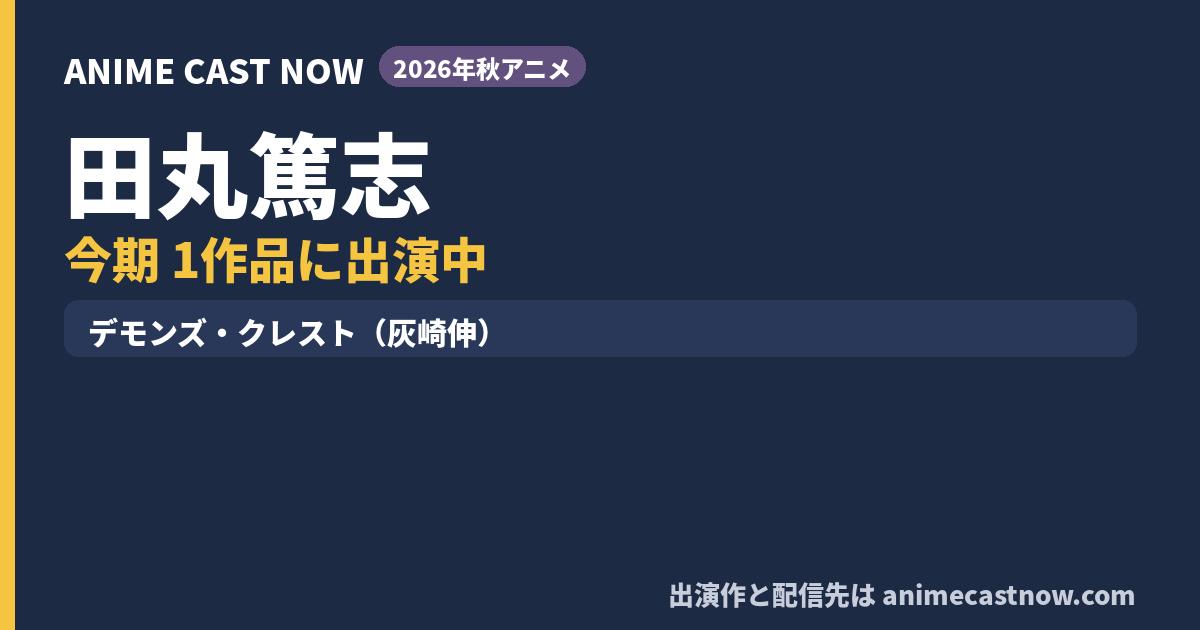 ANIME CAST NOW 2026年秋アニメ
田丸篤志
今期 1作品に出演中
デモンズ・クレスト（灰崎伸）
出演作と配信先は animecastnow.com